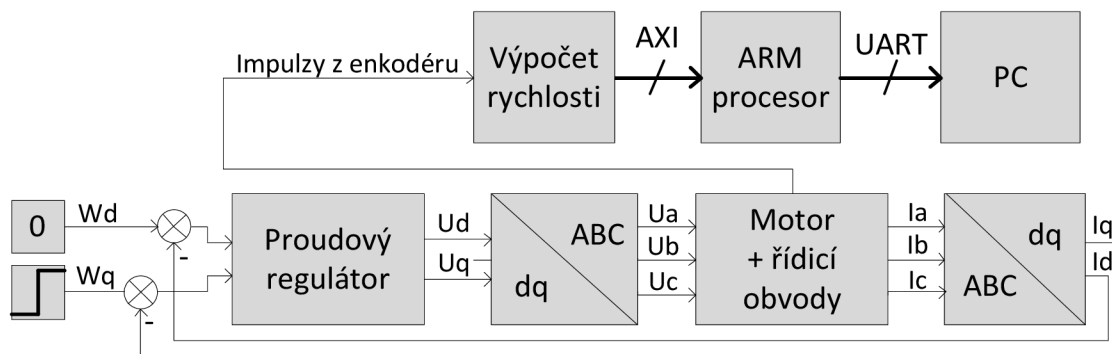 Impulzy z enkodéru
Výpočet
rychlosti
AXI
ARM
procesor
UART
PC
0
Wd
-
Wq
-
Proudový
regulátor
Ud
Uq
ABC
dq
Ua
Ub
Uc
Motor
+ řídicí
obvody
Ia
Ib
Ic
dq
ABC
Iq
Id